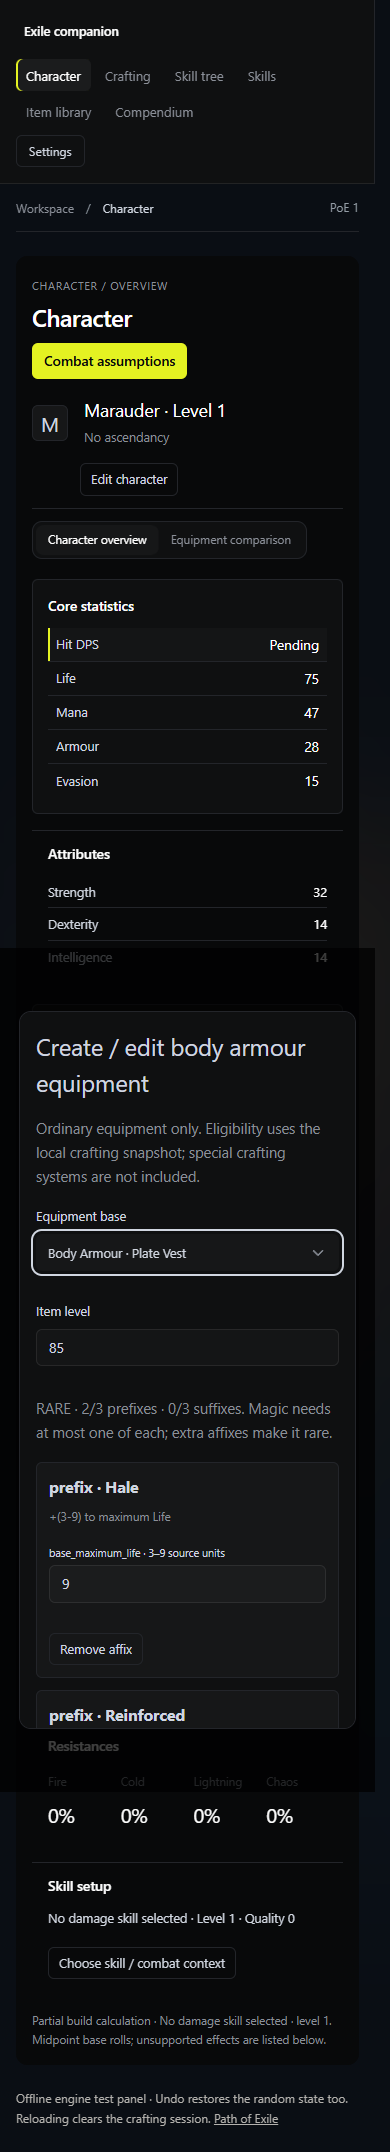 Exile companion
Character Crafting Skill tree Skills
Item library Compendium
Settings
Workspace / Character PoE 1
CHARACTER / OVERVIEW
Character
Combat assumptions
M
Marauder · Level 1
No ascendancy
Edit character
Character overview Equipment comparison
Core statistics
Hit DPS Pending
Life 75
Mana 47
Armour 28
Evasion 15
Attributes
Strength 32
Dexterity 14
Intelligence 14
Create / edit body armour
equipment
Ordinary equipment only. Eligibility uses the
local crafting snapshot; special crafting
systems are not included.
Equipment base
Body Armour · Plate Vest
Item level
85
RARE · 2/3 prefixes · 0/3 suffixes. Magic needs
at most one of each; extra affixes make it rare.
prefix · Hale
+(3-9) to maximum Life
base_maximum_life · 3–9 source units
9
Remove affix
prefix · Reinforced
Resistances
Fire Cold Lightning Chaos
0% 0% 0% 0%
Skill setup
No damage skill selected · Level 1 · Quality 0
Choose skill / combat context
Partial build calculation · No damage skill selected · level 1.
Midpoint base rolls; unsupported effects are listed below.
Offline engine test panel · Undo restores the random state too.
Reloading clears the crafting session. Path of Exile